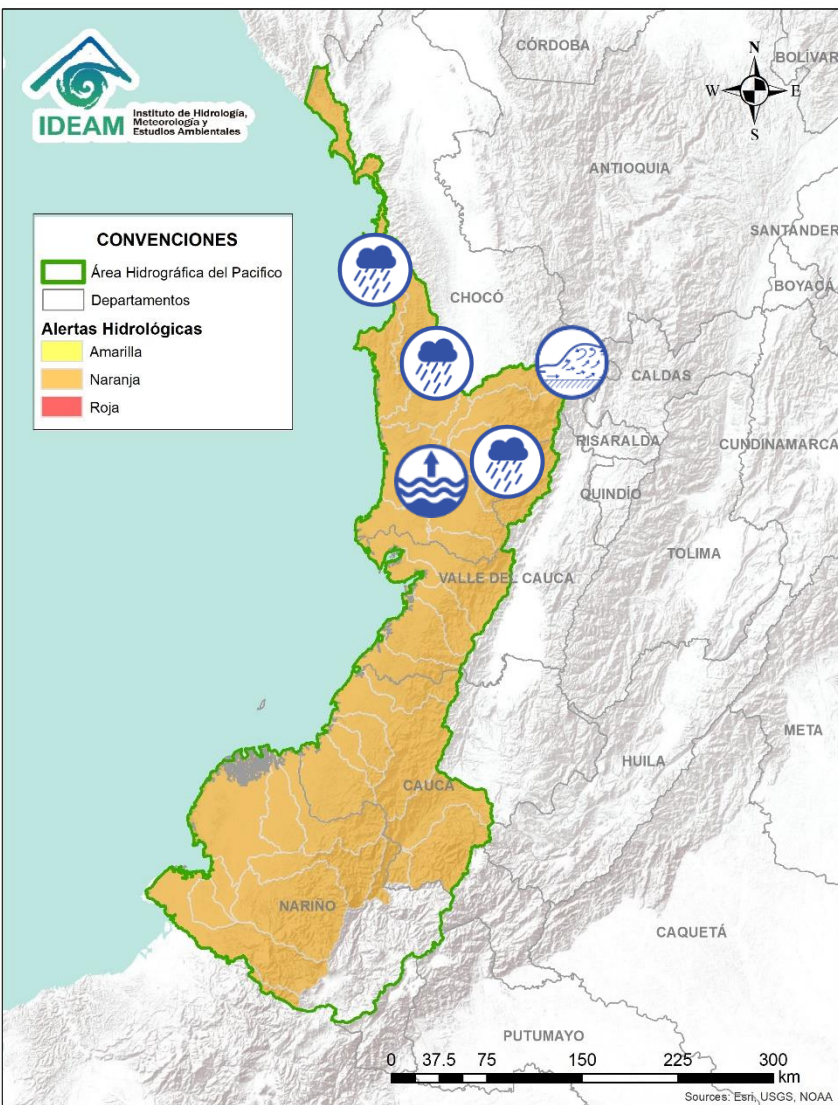 IDEAM
Instituto de Hidrología,
Meteorología y
Estudios Ambientales
CÓRDOBA
BOLÍVAR
N
W
E
S
ANTIOQUIA
SANTANDER
BOYACÁ
CONVENCIONES
Área Hidrográfica del Pacifico
Departamentos
Alertas Hidrológicas
Amarilla
Naranja
Roja
CHOCÓ
CALDAS
RISARALDA
CUNDINAMARCA
QUINDÍO
TOLIMA
VALLE DEL CAUCA
META
HUILA
CAUCA
NARIÑO
CAQUETÁ
PUTUMAYO
0 37.5 75 150 225 300
km
Sources: Esri, USGS, NOAA